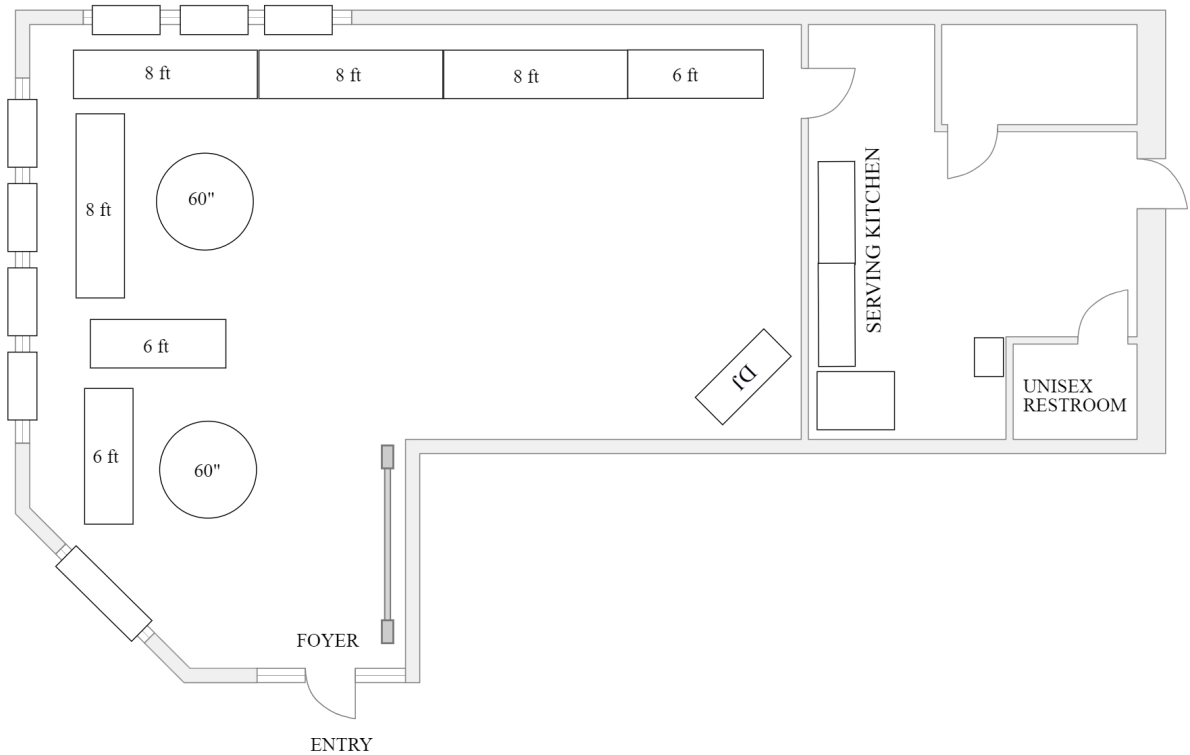 8 ft
8 ft
8 ft
6 ft
8 ft
60"
SERVING KITCHEN
6 ft
DJ
UNISEX
RESTROOM
6 ft
60"
FOYER
ENTRY